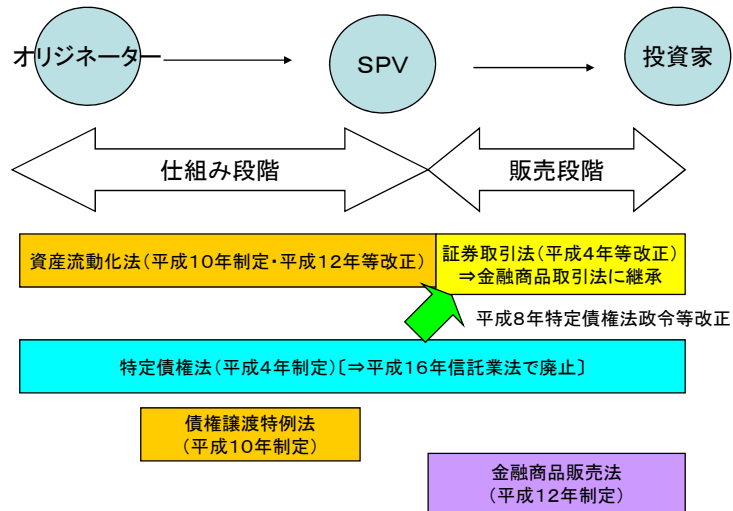 オリジネーター
SPV
投資家
仕組み段階
販売段階
資産流動化法(平成10年制定・平成12年等改正)
証券取引法(平成4年等改正)
⇒金融商品取引法に継承
平成8年特定債権法政令等改正
特定債権法(平成4年制定)〔⇒平成16年信託業法で廃止〕
債権譲渡特例法
(平成10年制定)
金融商品販売法
(平成12年制定)